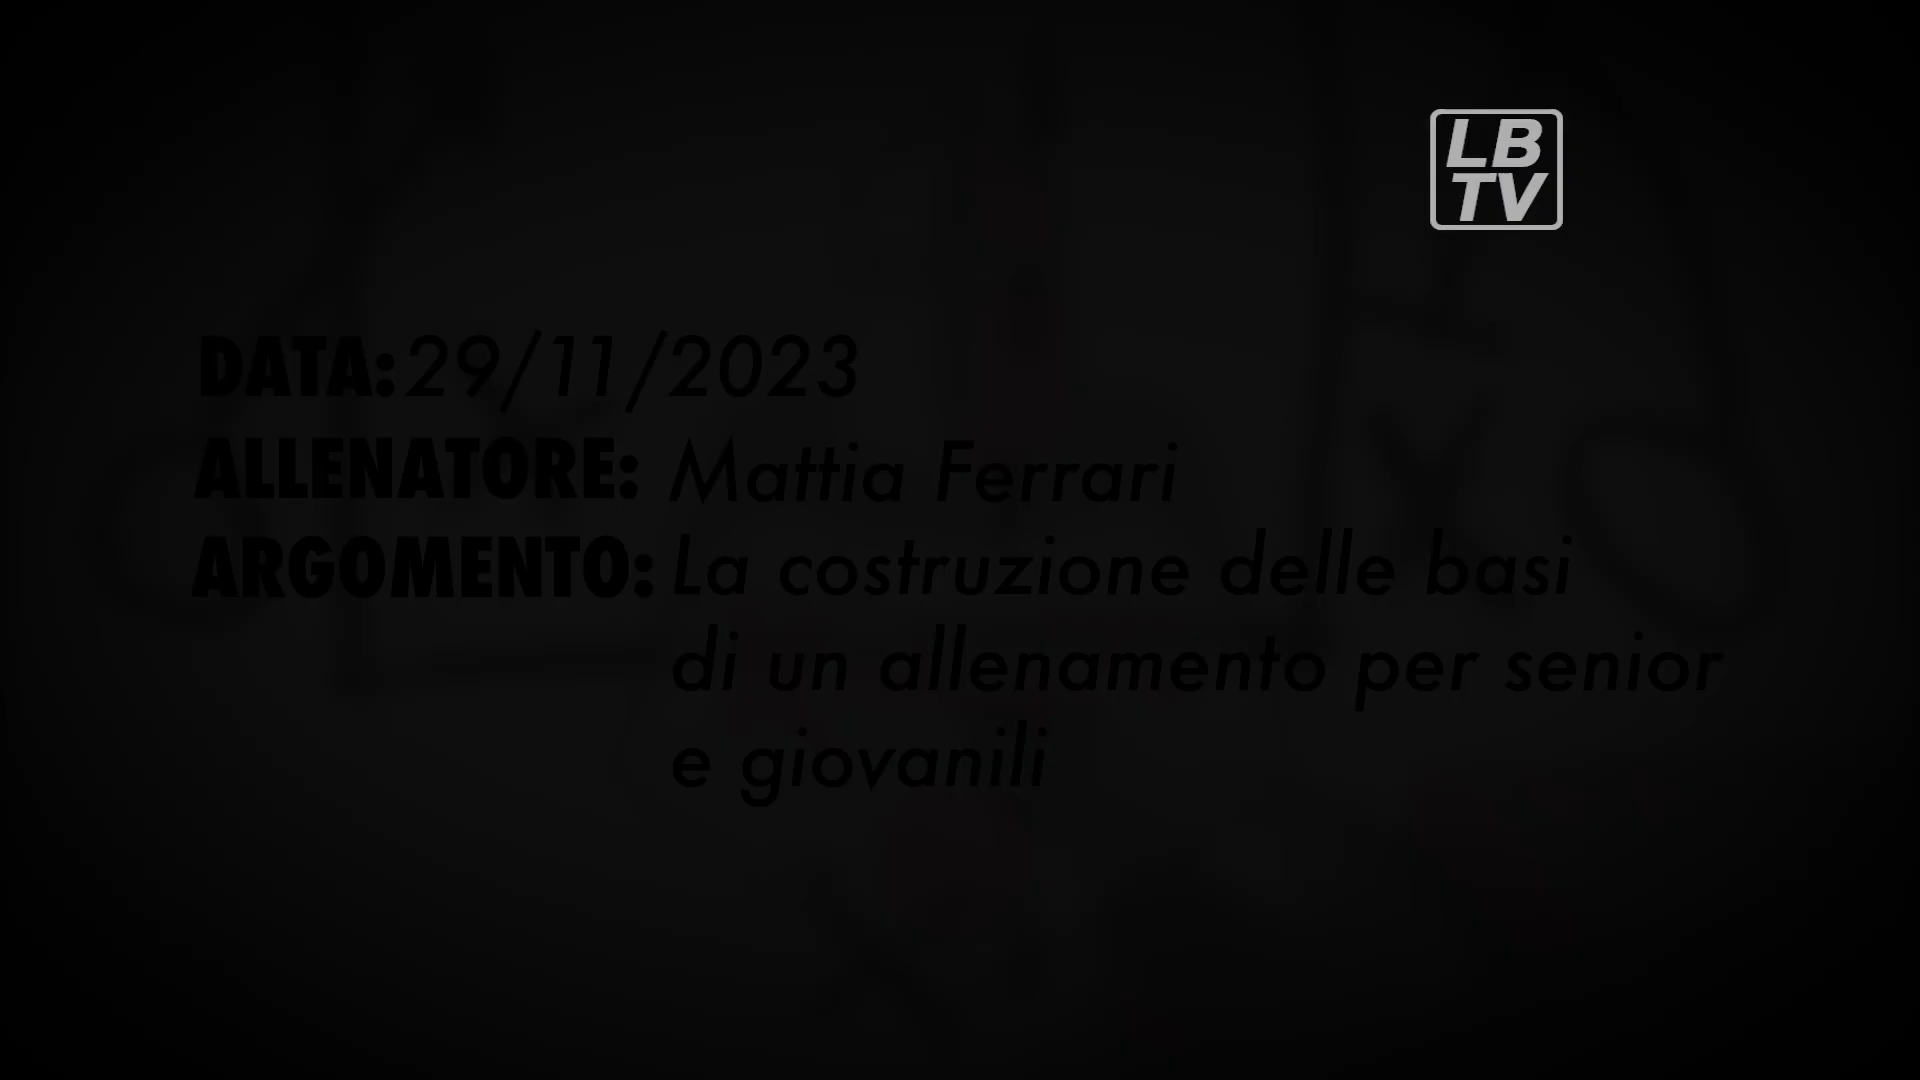 LB
TV
DATA: 29/11/2023
ALLENATORE: Mattia Ferrari
ARGOMENTO: La costruzione delle basi
di un allenamento per senior
e giovanili